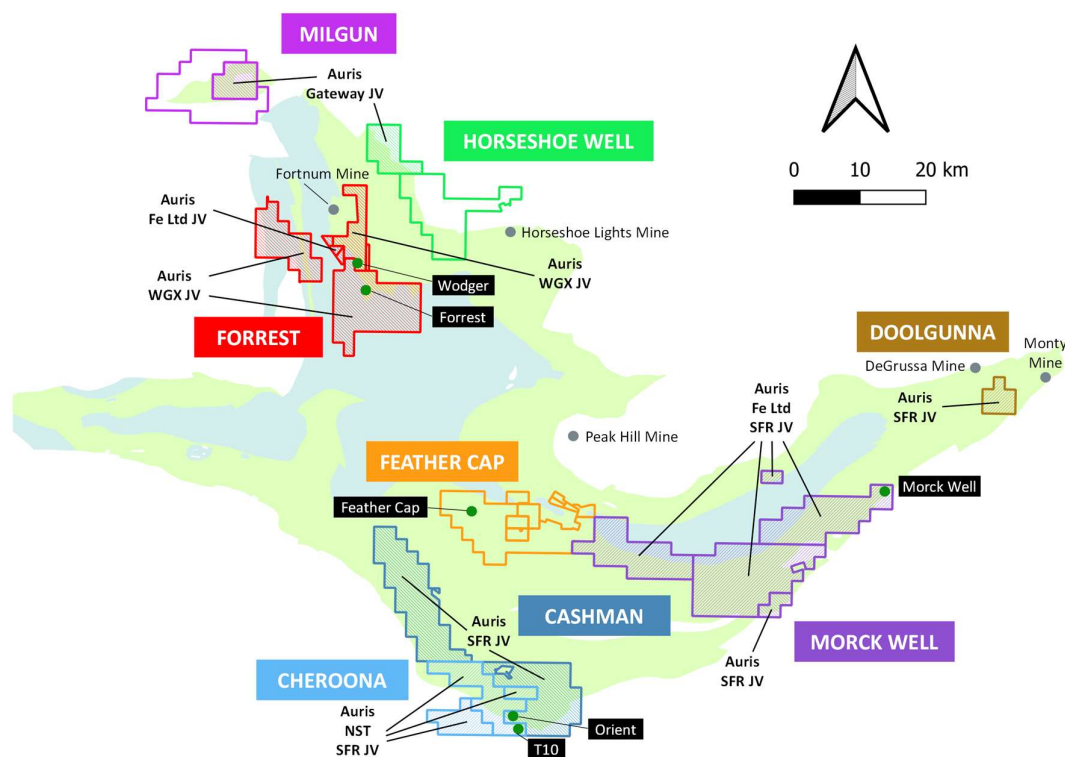 MILGUN
Auris
Gateway JV
HORSESHOE WELL
0 10 20 km
Fortnum Mine
Auris
Fe Ltd JV
Horseshoe Lights Mine
Auris
WGX JV
Auris
WGX JV
Wodger
Forrest
FORREST
DOOLGUNNA
Monty
Mine
DeGrussa Mine
Auris
SFR JV
Auris
Fe Ltd
SFR JV
Peak Hill Mine
FEATHER CAP
Feather Cap
Morck Well
CASHMAN
Auris
SFR JV
MORCK WELL
Auris
SFR JV
CHEROONA
Auris
NST
SFR JV
Orient
T10